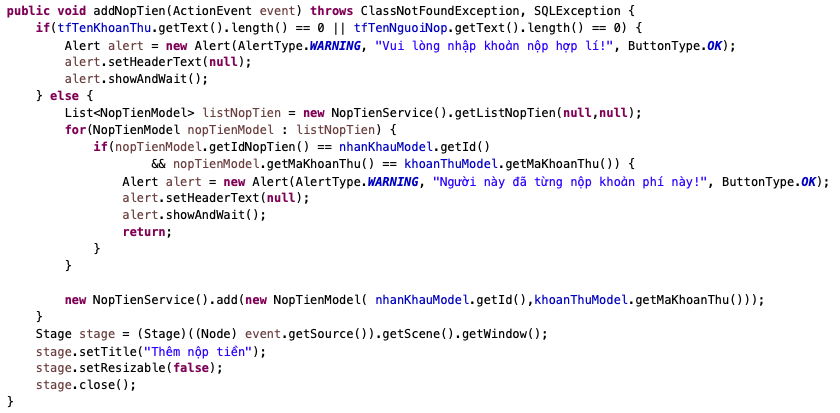 public void addNopTien(ActionEvent event) throws ClassNotFoundException, SQLException {
    if(tfTenKhoanThu.getText().length() == 0 || tfTenNguoiNop.getText().length() == 0) {
        Alert alert = new Alert(AlertType.WARNING, "Vui lòng nhập khoản nộp hợp lí!", ButtonType.OK);
        alert.setHeaderText(null);
        alert.showAndWait();
    } else {
        List<NopTienModel> listNopTien = new NopTienService().getListNopTien(null,null);
        for(NopTienModel nopTienModel : listNopTien) {
            if(nopTienModel.getIdNopTien() == nhanKhauModel.getId()
                    && nopTienModel.getMaKhoanThu() == khoanThuModel.getMaKhoanThu()) {
                Alert alert = new Alert(AlertType.WARNING, "Người này đã từng nộp khoản phí này!", ButtonType.OK);
                alert.setHeaderText(null);
                alert.showAndWait();
                return;
            }
        }

        new NopTienService().add(new NopTienModel( nhanKhauModel.getId(),khoanThuModel.getMaKhoanThu()));
    }
    Stage stage = (Stage)((Node) event.getSource()).getScene().getWindow();
    stage.setTitle("Thêm nộp tiền");
    stage.setResizable(false);
    stage.close();
}